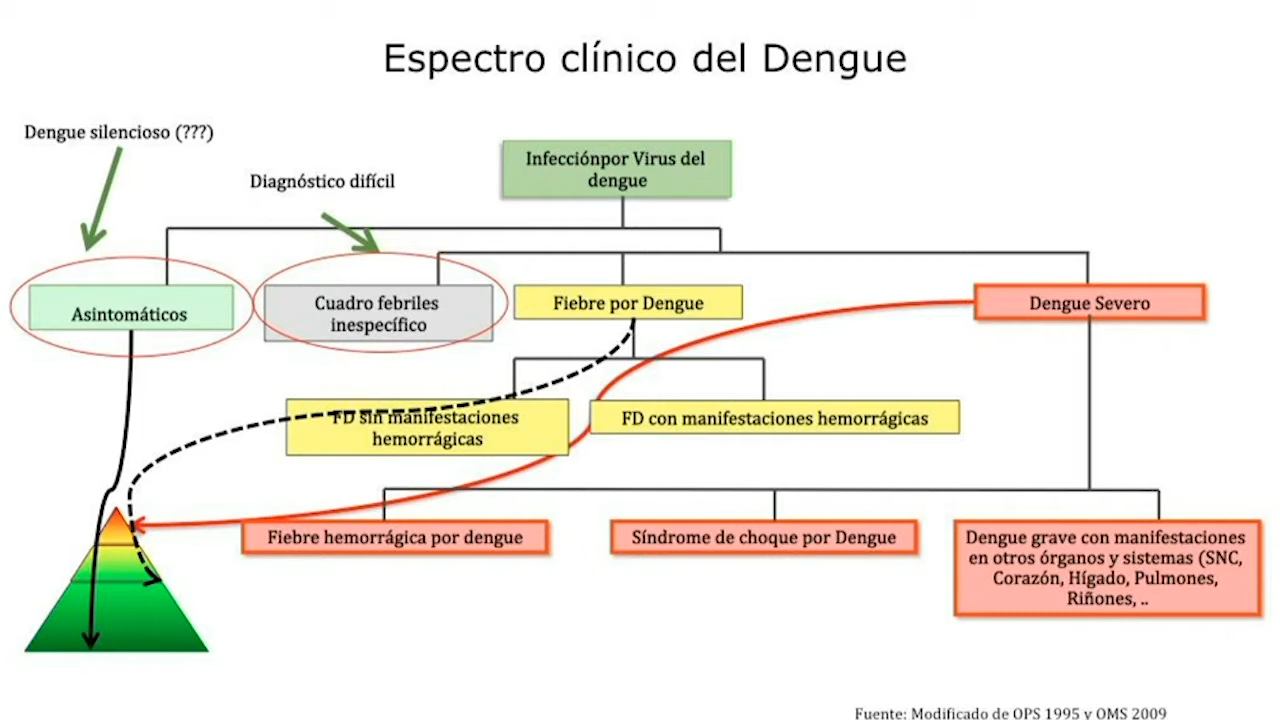 Espectro clínico del Dengue
Dengue silencioso (???)
Diagnóstico difícil
Infecciónpor Virus del
dengue
Asintomáticos
Cuadro febriles
inespecífico
Fiebre por Dengue
Dengue Severo
FD sin manifestaciones
hemorrágicas
FD con manifestaciones hemorrágicas
Fiebre hemorrágica por dengue
Síndrome de choque por Dengue
Dengue grave con manifestaciones
en otros órganos y sistemas (SNC,
Corazón, Hígado, Pulmones,
Riñones, ..
Fuente: Modificado de OPS 1995 y OMS 2009